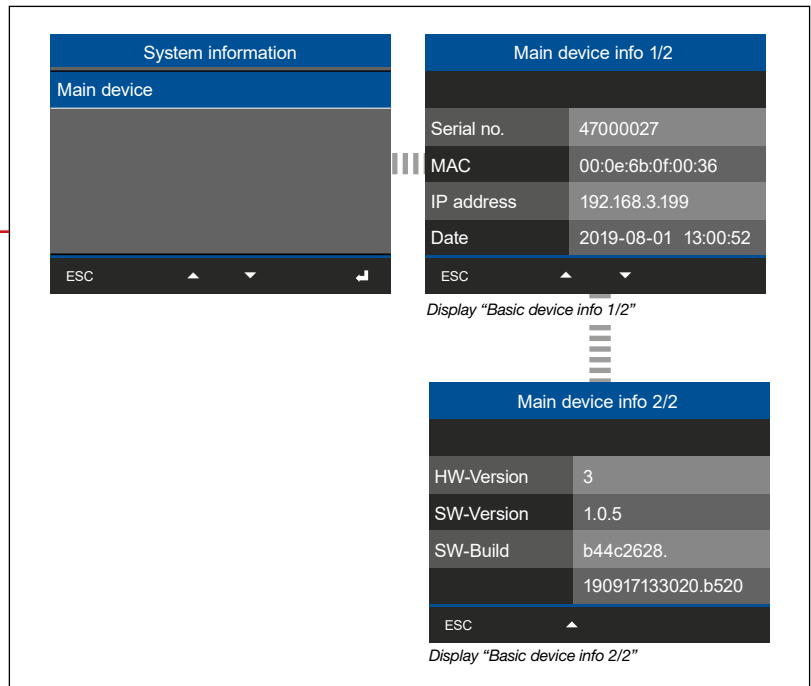 System information
Main device
ESC
Main device info 1/2
Serial no. 47000027
MAC 00:0e:6b:0f:00:36
IP address 192.168.3.199
Date 2019-08-01 13:00:52
ESC
Display “Basic device info 1/2”
Main device info 2/2
HW-Version 3
SW-Version 1.0.5
SW-Build b44c2628.
190917133020.b520
ESC
Display “Basic device info 2/2”